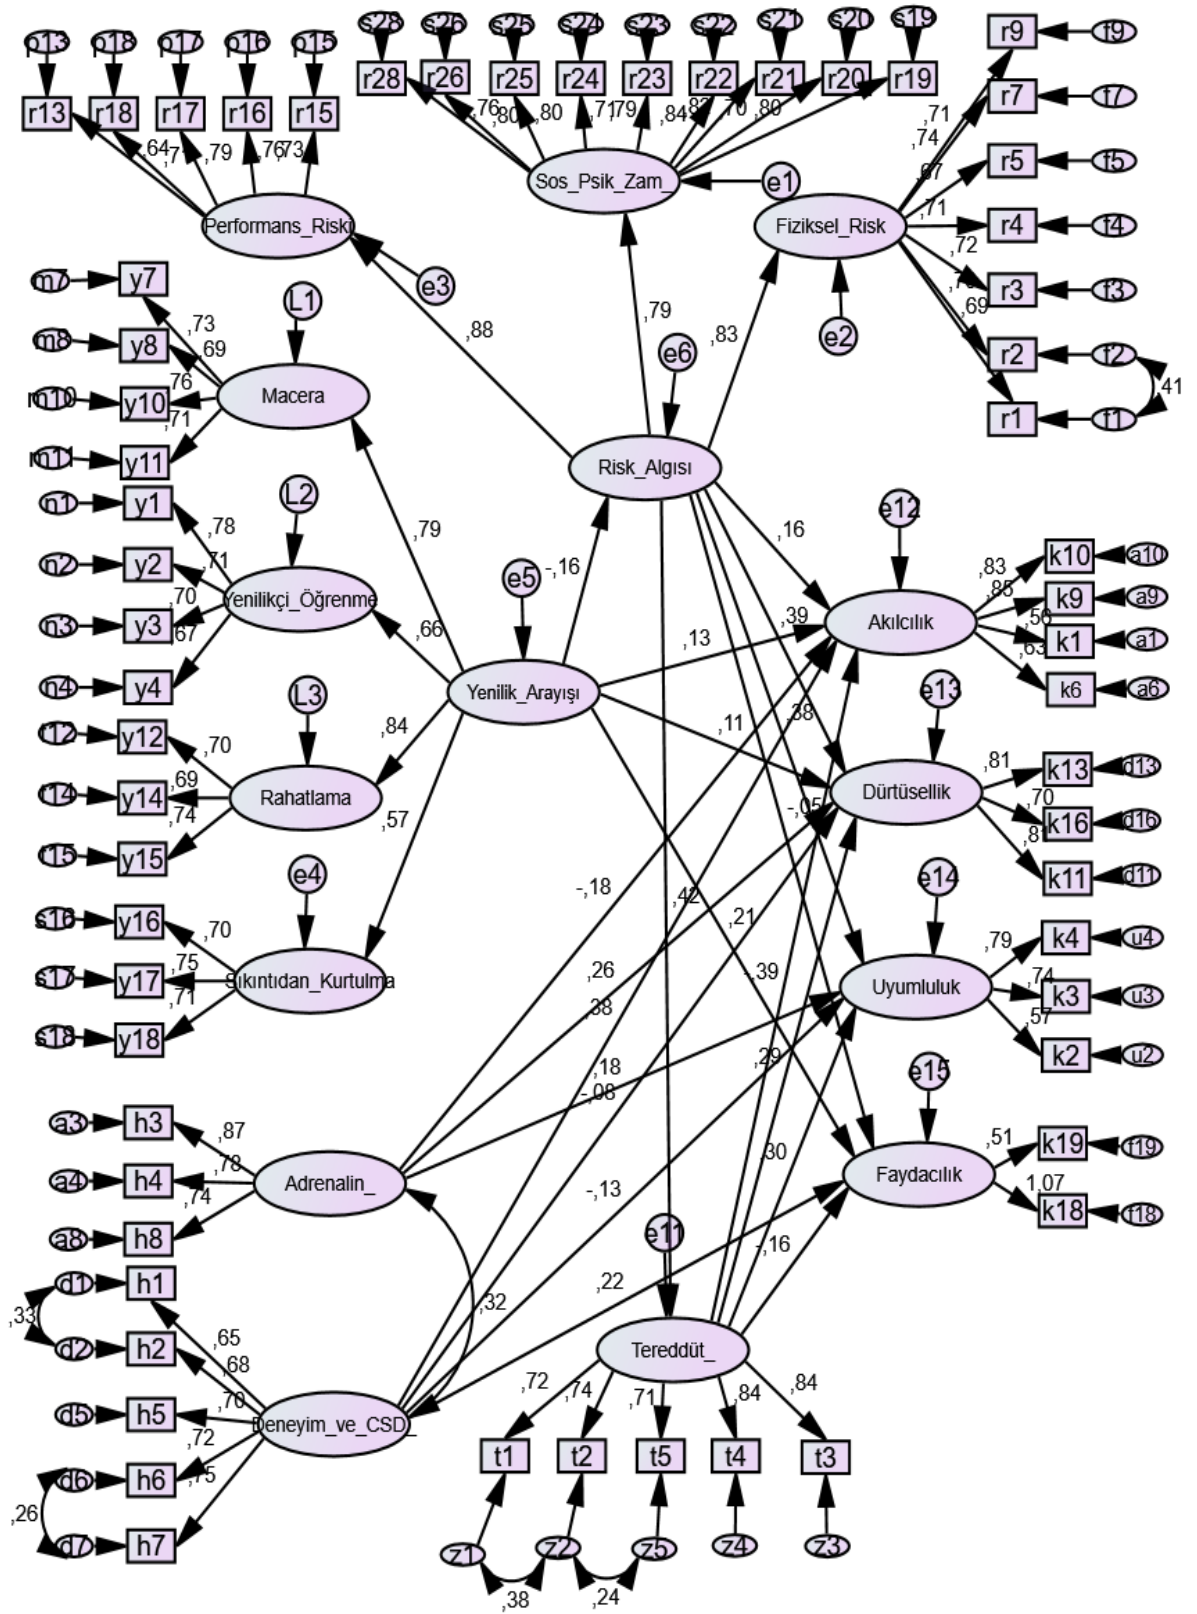 p13 p18 p17 p16 p15
s28 s26 s25 s24 s23 s22 s21 s20 s19
r9 f9
r28 r26 r25 r24 r23 r22 r21 r20 r19
r7 f7
r13 r18 r17 r16 r15
,76 ,80 ,80 ,71 ,79 ,84 ,70 ,80
,71
,74
,64 ,79 ,76 ,73
r5 f5
,67
Sos_Psik_Zam_ e1
,71
Performans_Riski
Fiziksel_Risk
r4 f4
,72
m7 y7
e3
r3 f3
L1
,69
,73
,88 ,79 ,83
e2
m8 y8
,69
e6
r2 f2
,76
,41
m10 y10
Macera
,71
r1 f1
m11 y11
Risk_Algısı
n1 y1
L2
e12
,78
,79
,16
n2 y2
,71
e5
-,16
,83
k10 a10
,85
Yenilikçi_Öğrenme
,70
k9 a9
n3 y3
,67
,66
,39
Akılcılık
,56
,13
k1 a1
,63
n4 y4
L3
Yenilik_Arayışı
e13
k6 a6
r12 y12
,84
,11
,38
,70
,81
k13 d13
r14 y14
,69
Rahatlama
Dürtüsellik
,70
,74
,57
-,05
k16 d16
,81
r15 y15
e4
e14
k11 d11
-,18
,42
,21
s16 y16
,70
,79
k4 u4
,75
,26
-,39
,74
s17 y17
Sıkıntıdan_Kurtulma
Uyumluluk
k3 u3
,71
,38
,57
s18 y18
,29
k2 u2
,18
e15
-,08
a3 h3
,87
,51
k19 f19
,78
,30
a4 h4
Adrenalin_
Faydacılık
,74
-,13
1,07
k18 f18
a8 h8
e11
-,16
d1 h1
,22
,33
,32
,65
d2 h2
,68
Tereddüt_
,70
,72 ,74 ,71 ,84 ,84
d5 h5
Deneyim_ve_CSD_
,72
t1 t2 t5 t4 t3
d6 h6
,75
,26
d7 h7
z1 z2 z5 z4 z3
,38 ,24